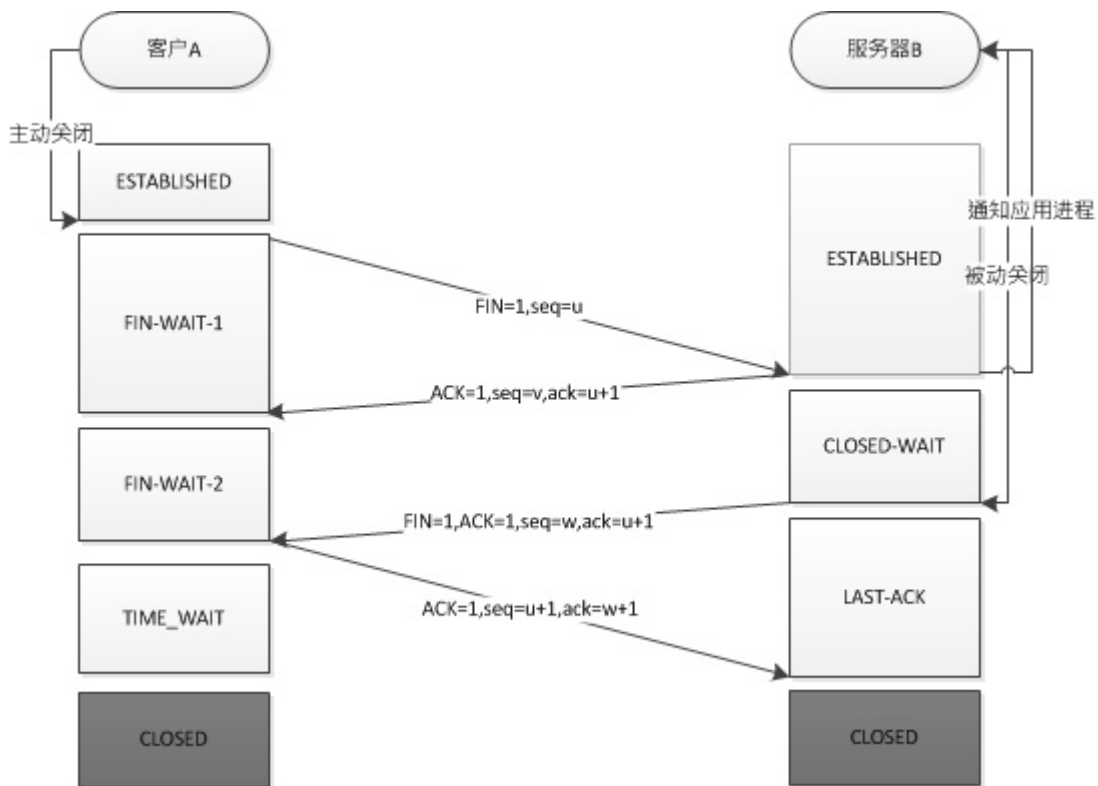 客户A
服务器B
主动关闭
ESTABLISHED
通知应用进程
ESTABLISHED
被动关闭
FIN=1,seq=u
FIN-WAIT-1
ACK=1,seq=v,ack=u+1
CLOSED-WAIT
FIN-WAIT-2
FIN=1,ACK=1,seq=w,ack=u+1
LAST-ACK
ACK=1,seq=u+1,ack=w+1
TIME_WAIT
CLOSED
CLOSED